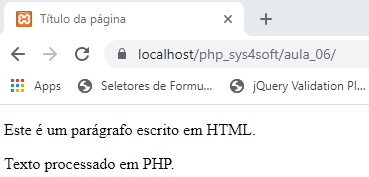 Título da página
localhost/php_sys4soft/aula_06/
Apps Seletores de Formu... jQuery Validation Pl...
Este é um parágrafo escrito em HTML.
Texto processado em PHP.